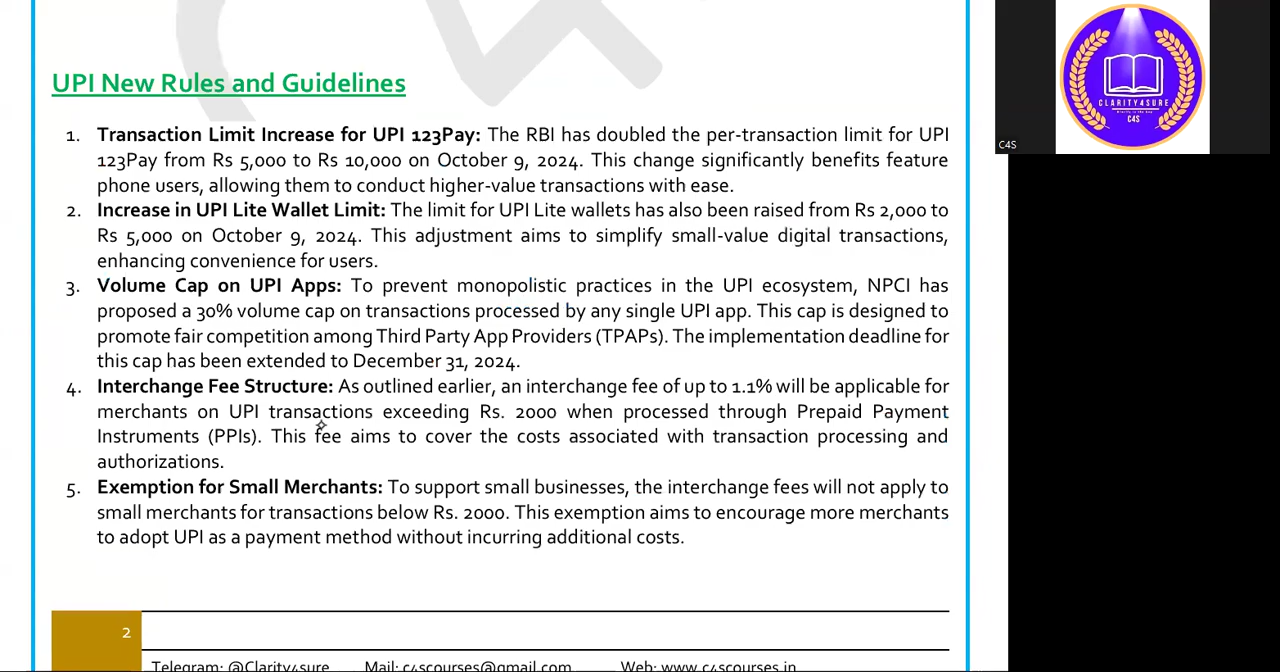 UPI New Rules and Guidelines
1. Transaction Limit Increase for UPI 123Pay: The RBI has doubled the per-transaction limit for UPI
123Pay from Rs 5,000 to Rs 10,000 on October 9, 2024. This change significantly benefits feature
phone users, allowing them to conduct higher-value transactions with ease.
2. Increase in UPI Lite Wallet Limit: The limit for UPI Lite wallets has also been raised from Rs 2,000 to
Rs 5,000 on October 9, 2024. This adjustment aims to simplify small-value digital transactions,
enhancing convenience for users.
3. Volume Cap on UPI Apps: To prevent monopolistic practices in the UPI ecosystem, NPCI has
proposed a 30% volume cap on transactions processed by any single UPI app. This cap is designed to
promote fair competition among Third Party App Providers (TPAPs). The implementation deadline for
this cap has been extended to December 31, 2024.
4. Interchange Fee Structure: As outlined earlier, an interchange fee of up to 1.1% will be applicable for
merchants on UPI transactions exceeding Rs. 2000 when processed through Prepaid Payment
Instruments (PPIs). This fee aims to cover the costs associated with transaction processing and
authorizations.
5. Exemption for Small Merchants: To support small businesses, the interchange fees will not apply to
small merchants for transactions below Rs. 2000. This exemption aims to encourage more merchants
to adopt UPI as a payment method without incurring additional costs.
2
Telegram: @Clarity4sure Mail: c4scourses@gmail.com Web: www.c4scourses.in
CLARITY4SURE
C4S
C4S